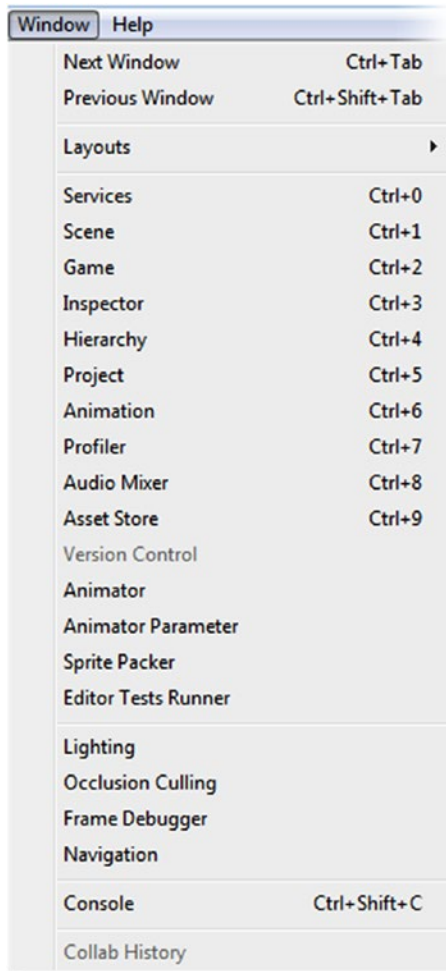 Window Help
Next Window Ctrl+Tab
Previous Window Ctrl+Shift+Tab
Layouts
Services Ctrl+0
Scene Ctrl+1
Game Ctrl+2
Inspector Ctrl+3
Hierarchy Ctrl+4
Project Ctrl+5
Animation Ctrl+6
Profiler Ctrl+7
Audio Mixer Ctrl+8
Asset Store Ctrl+9
Version Control
Animator
Animator Parameter
Sprite Packer
Editor Tests Runner
Lighting
Occlusion Culling
Frame Debugger
Navigation
Console Ctrl+Shift+C
Collab History